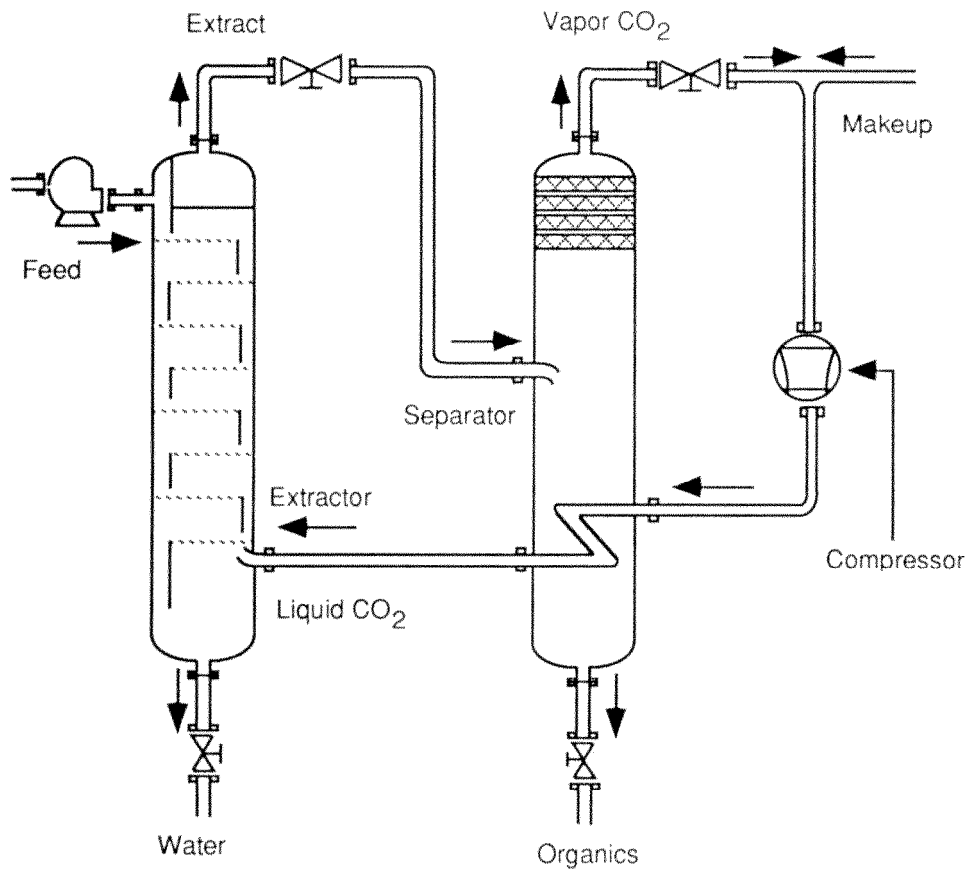 Extract
Vapor CO2
Makeup
Feed
Separator
Extractor
Compressor
Liquid CO2
Water
Organics